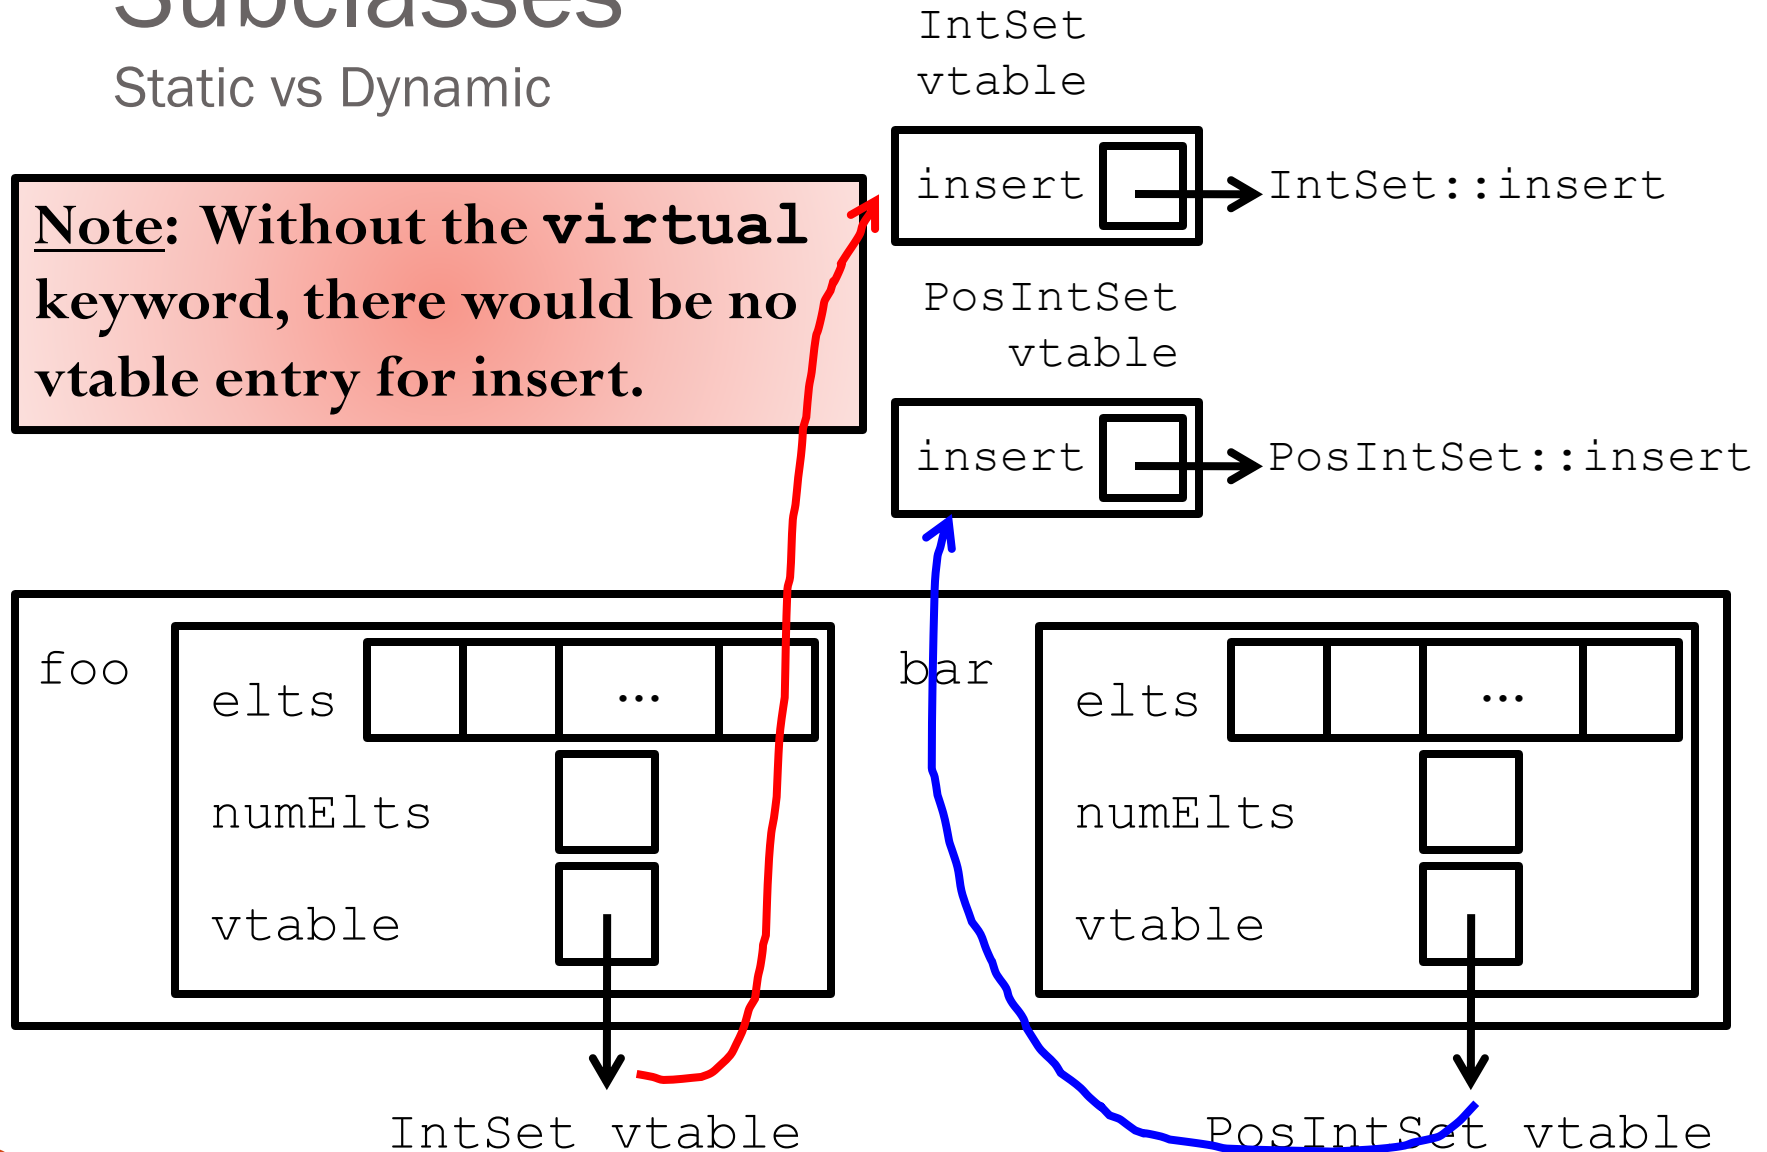 Subclasses
Static vs Dynamic
Note: Without the virtual
keyword, there would be no
vtable entry for insert.
IntSet
vtable
insert
IntSet::insert
PosIntSet
vtable
insert
PosIntSet::insert
foo
elts
...
numElts
vtable
IntSet vtable
bar
elts
...
numElts
vtable
PosIntSet vtable